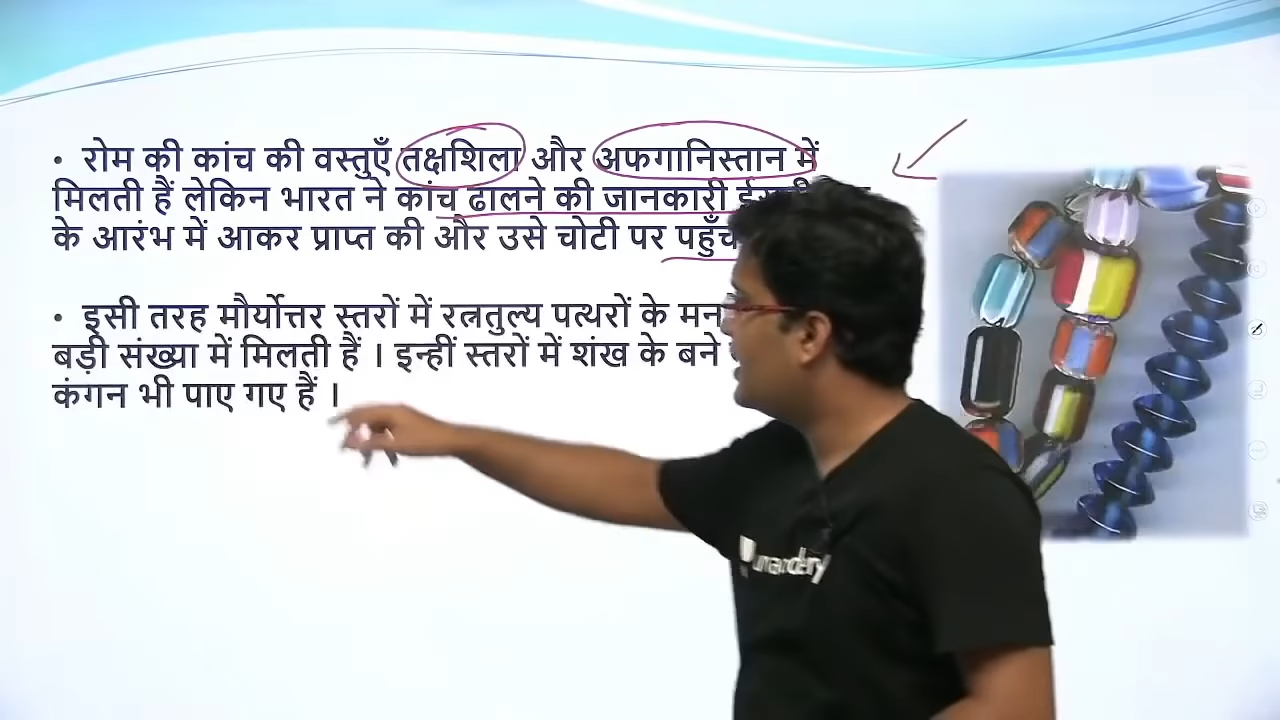 • रोम की कांच की वस्तुएँ तक्षशिला और अफगानिस्तान में
मिलती हैं लेकिन भारत ने कांच ढालने की जानकारी
के आरंभ में आकर प्राप्त की और उसे चोटी पर
• इसी तरह मौर्योत्तर स्तरों में रत्नतुल्य पत्थरों के
बड़ी संख्या में मिलती हैं । इन्हीं स्तरों में शंख के बने
कंगन भी पाए गए हैं ।